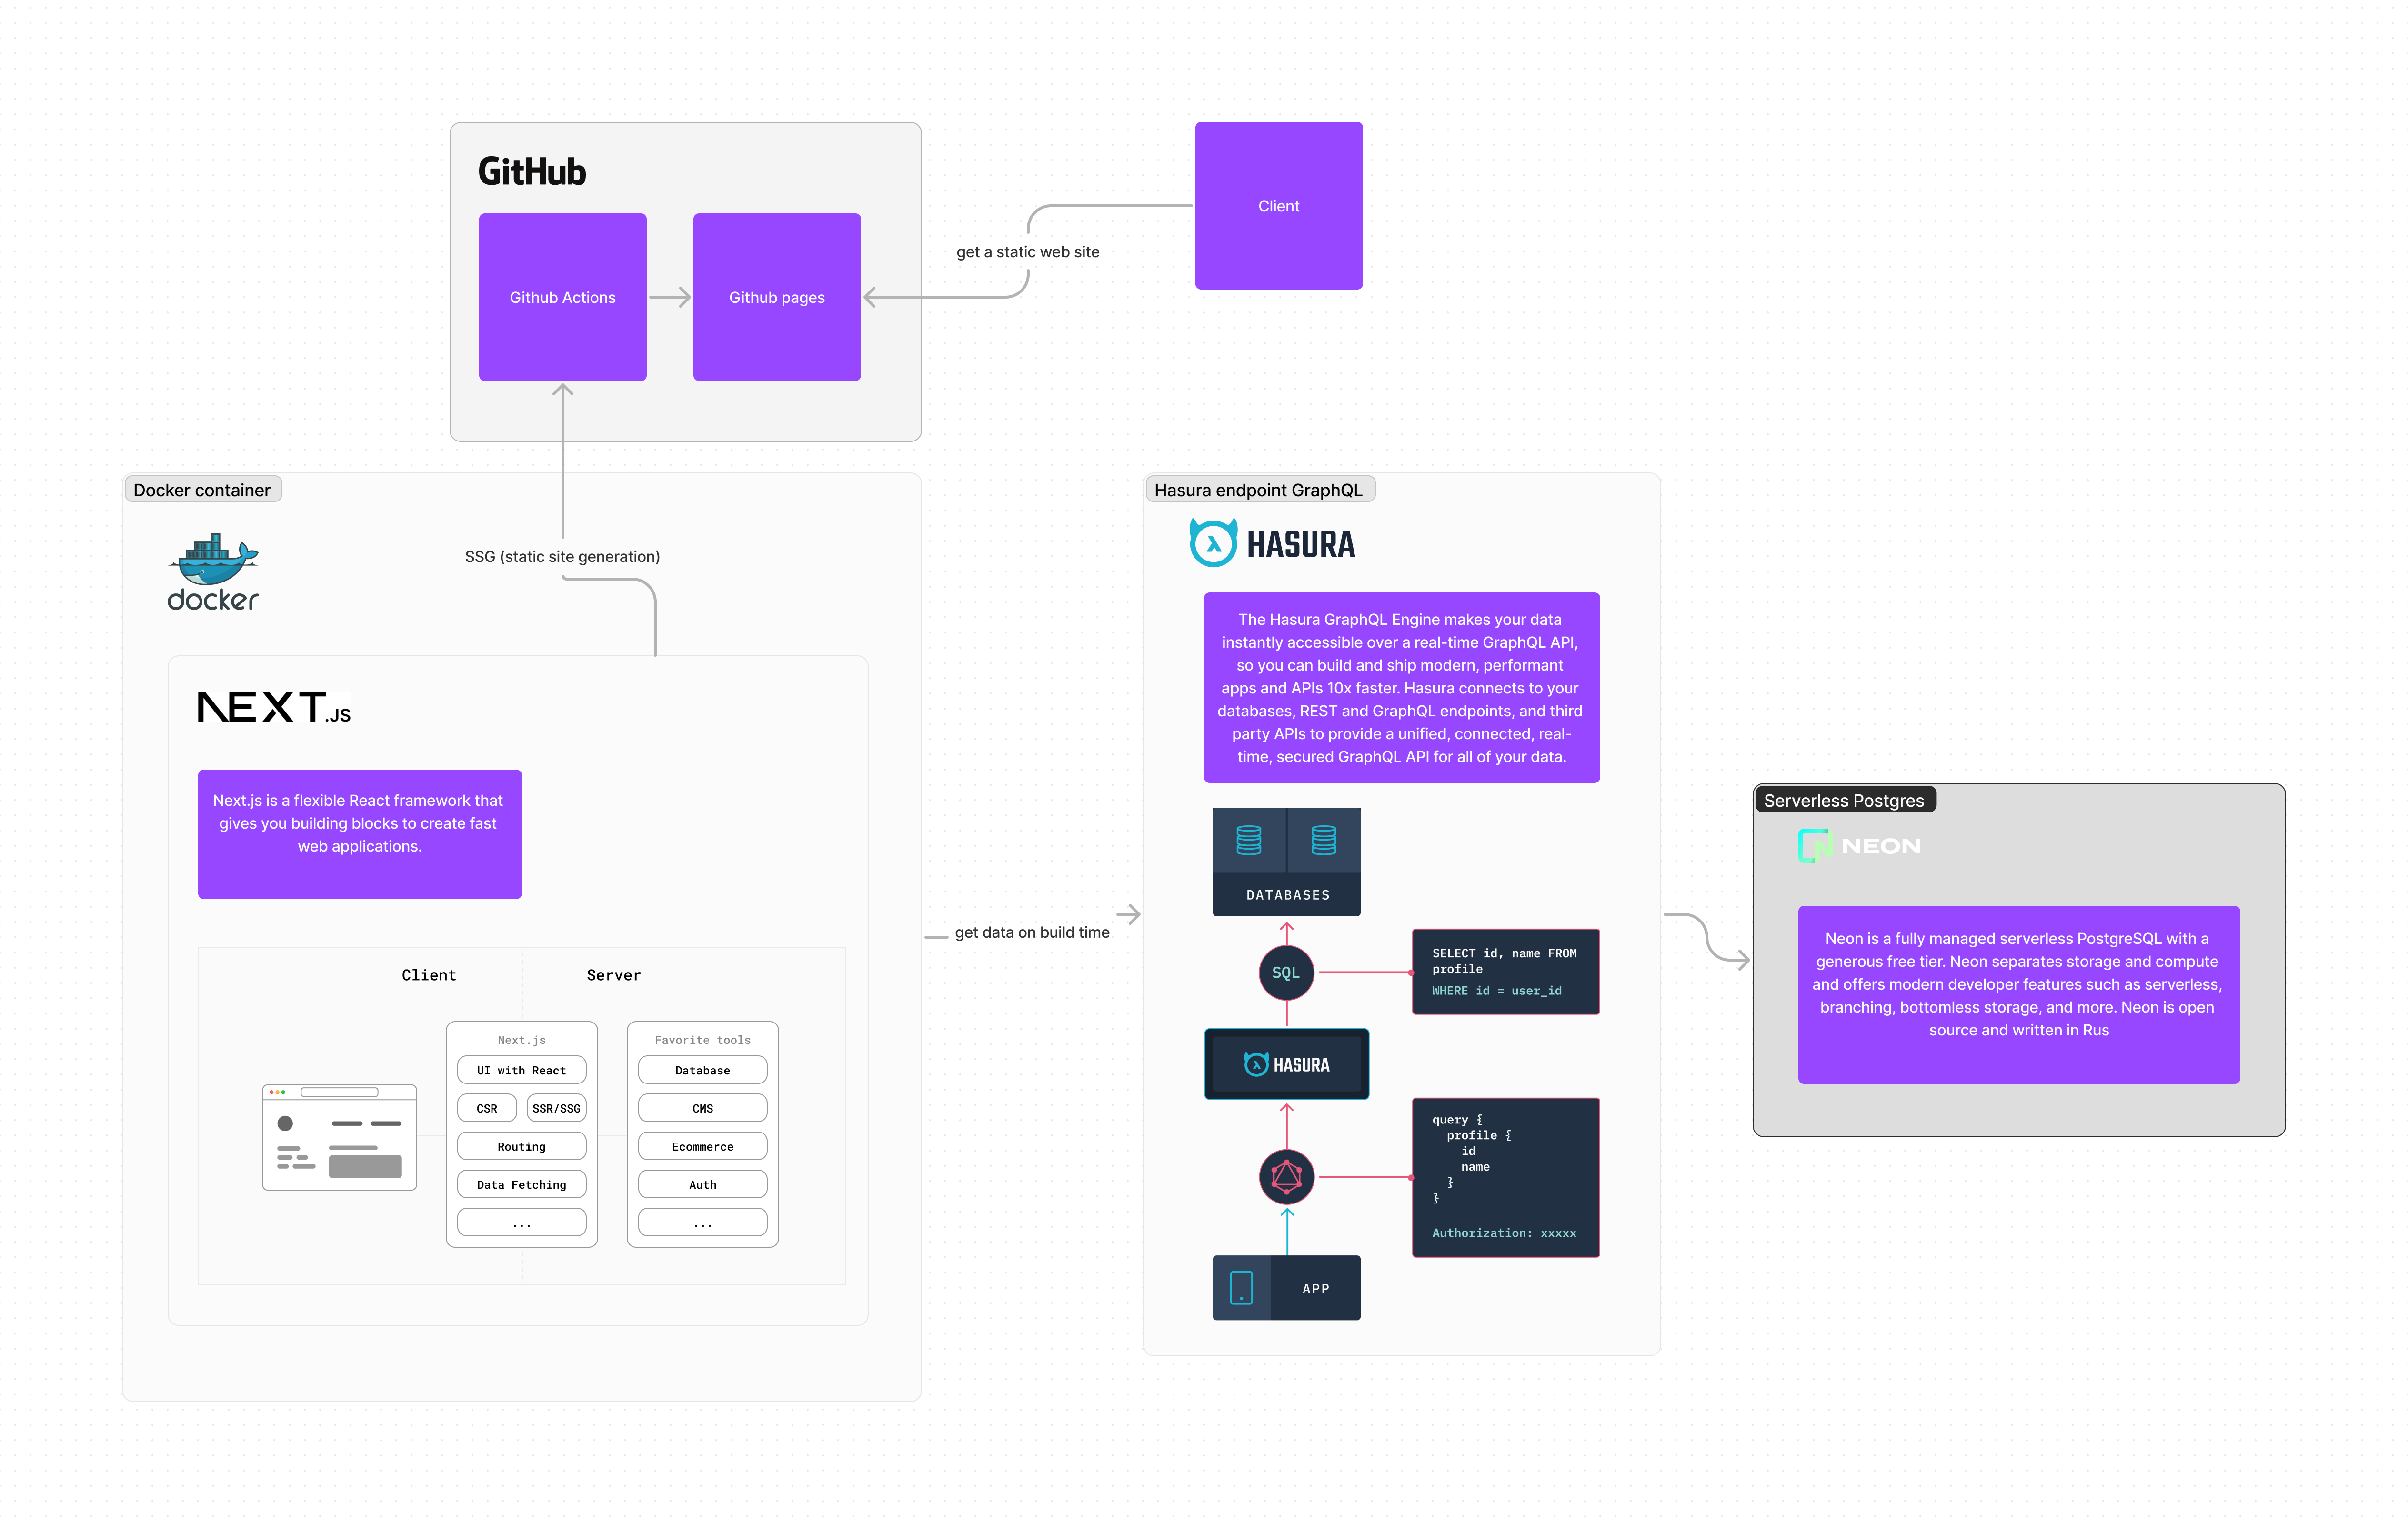 GitHub
Github Actions
Github pages
get a static web site
Client
Docker container
docker
SSG (static site generation)
NEXT.JS
Next.js is a flexible React framework that
gives you building blocks to create fast
web applications.
Client
Server
Next.js
UI with React
CSR
SSR/SSG
Routing
Data Fetching
...
Favorite tools
Database
CMS
Ecommerce
Auth
...
get data on build time
Hasura endpoint GraphQL
HASURA
The Hasura GraphQL Engine makes your data
instantly accessible over a real-time GraphQL API,
so you can build and ship modern, performant
apps and APIs 10x faster. Hasura connects to your
databases, REST and GraphQL endpoints, and third
party APIs to provide a unified, connected, real-
time, secured GraphQL API for all of your data.
DATABASES
SQL
SELECT id, name FROM
profile
WHERE id = user_id
HASURA
query {
profile {
id
name
}
}
Authorization: xxxxx
APP
Serverless Postgres
NEON
Neon is a fully managed serverless PostgreSQL with a
generous free tier. Neon separates storage and compute
and offers modern developer features such as serverless,
branching, bottomless storage, and more. Neon is open
source and written in Rus